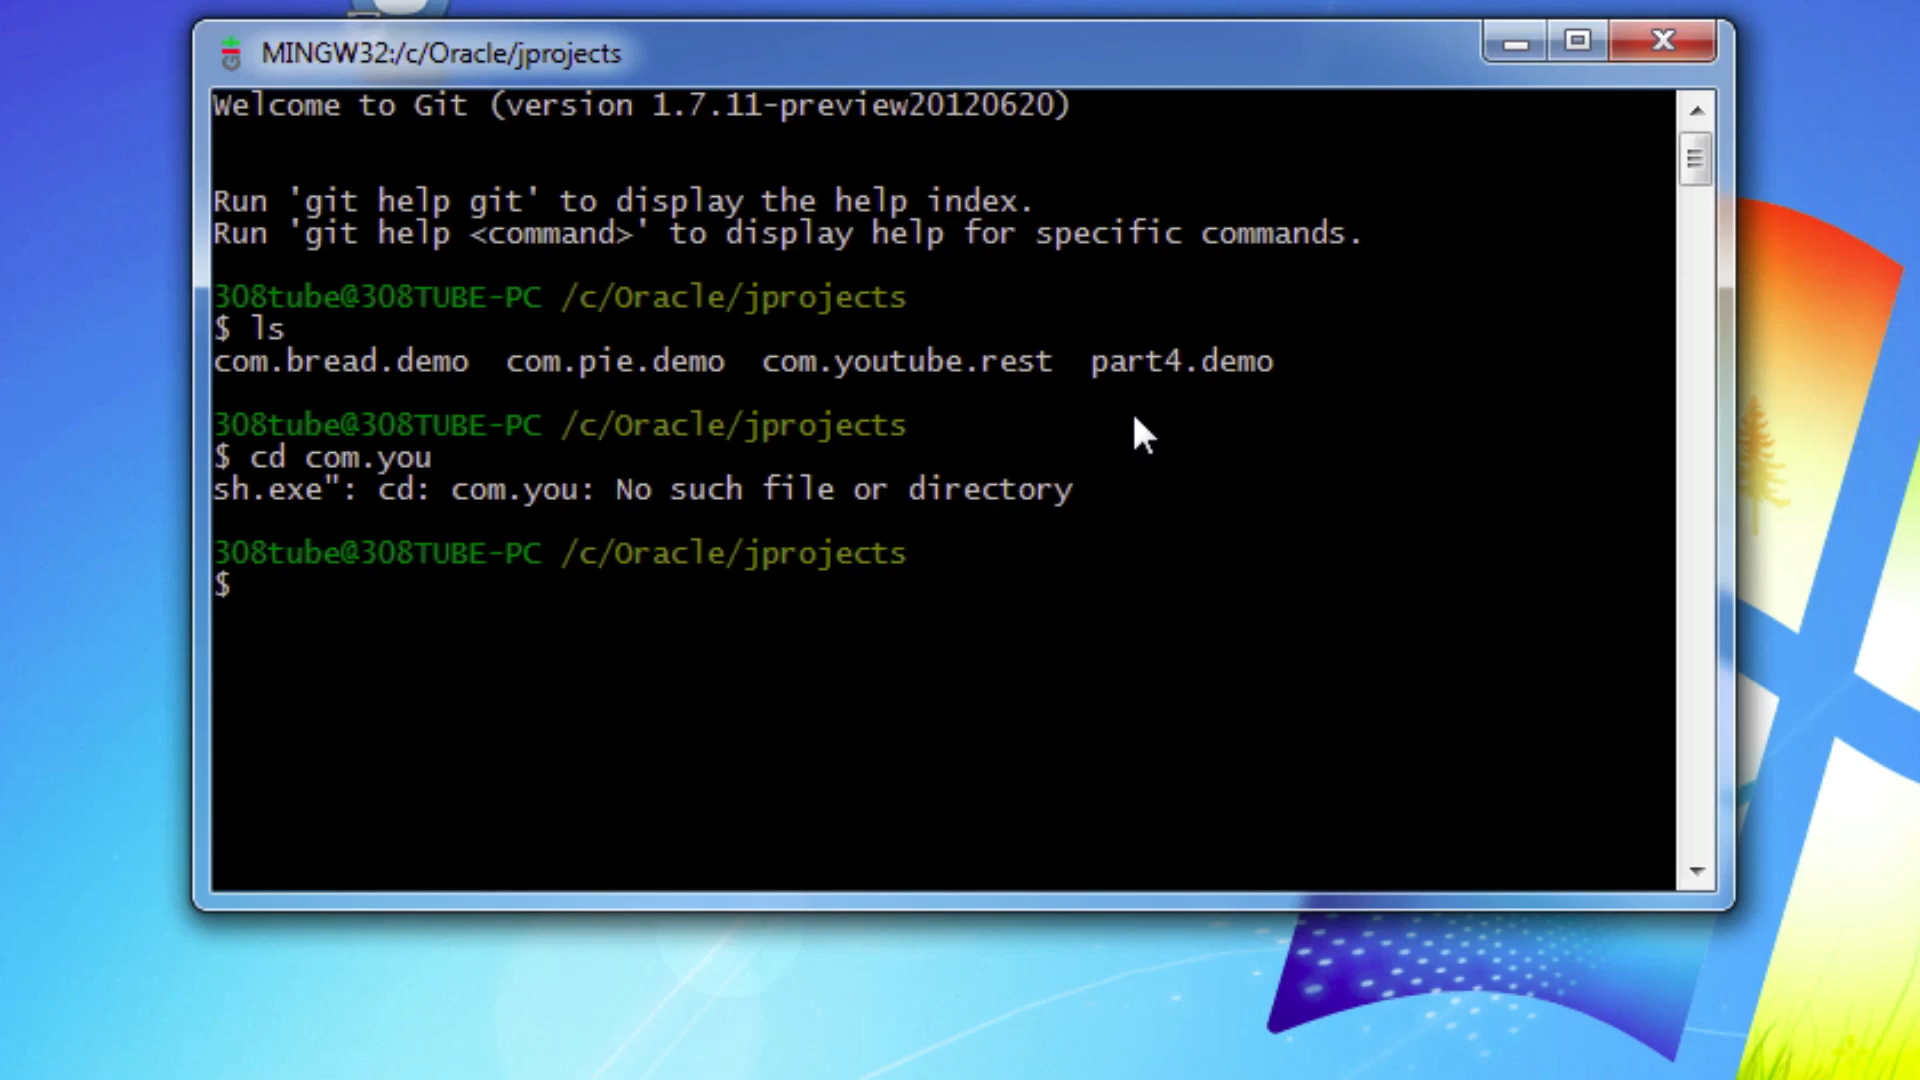 MINGW32:/c/Oracle/jprojects
Welcome to Git (version 1.7.11-preview20120620)
Run 'git help git' to display the help index.
Run 'git help <command>' to display help for specific commands.
308tube@308TUBE-PC /c/Oracle/jprojects
$ ls
com.bread.demo  com.pie.demo  com.youtube.rest  part4.demo
308tube@308TUBE-PC /c/Oracle/jprojects
$ cd com.you
sh.exe": cd: com.you: No such file or directory
308tube@308TUBE-PC /c/Oracle/jprojects
$